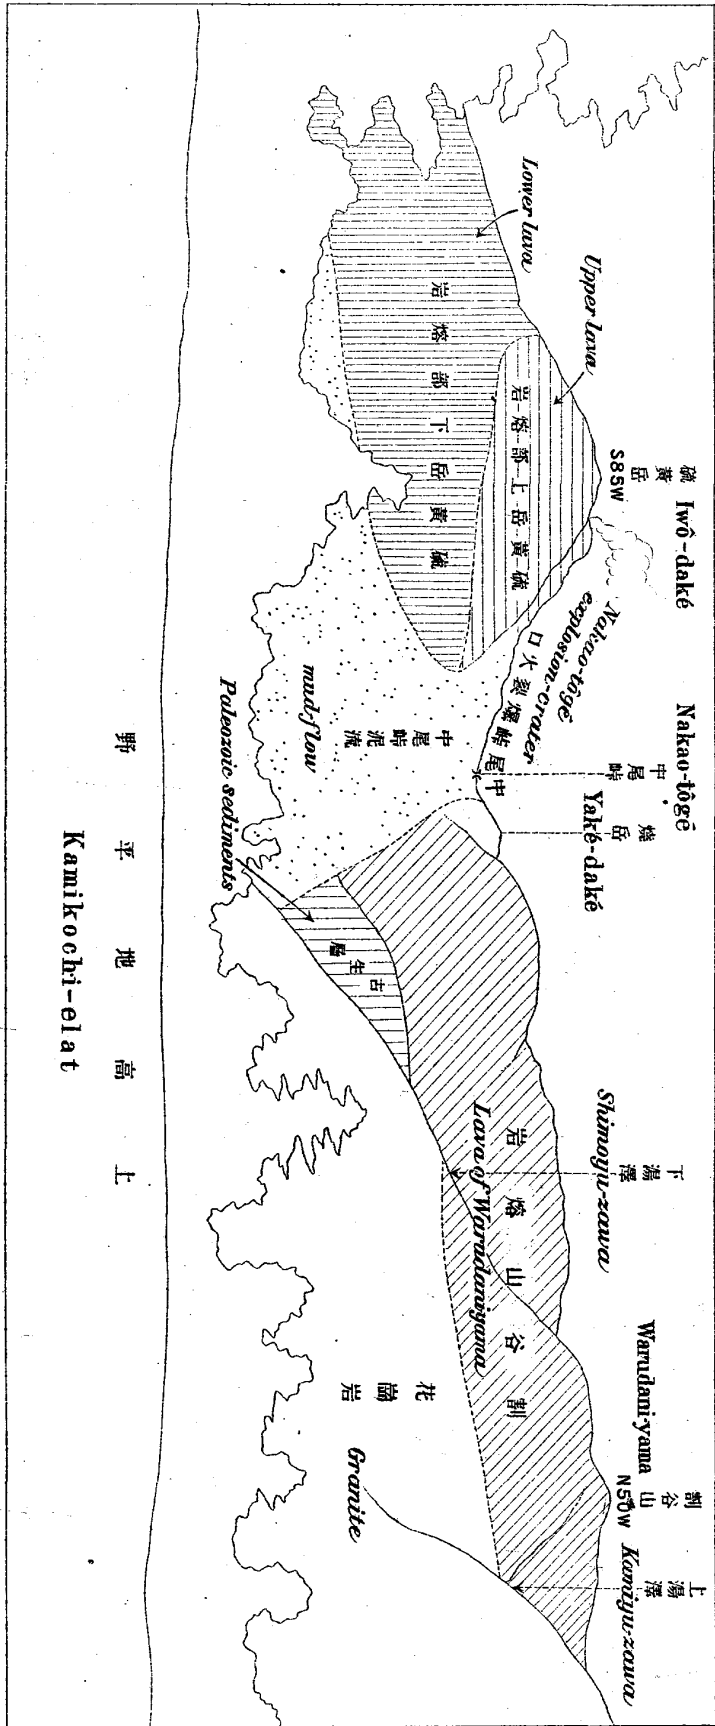 硫黄岳
Iwô-daké
S85W
Nakao-tôgé
中尾峠
焼岳
Yaké-daké
Shimoyu-zawa
下湯澤
Warudani-yama
割谷山
N50W
Kamiyu-zawa
上湯澤
Upper lava
Lower lava
硫黄岳上部熔岩
硫黄岳下部熔岩
Nakao-tôgé
explosion-crater
中尾峠爆裂火口
mud-flow
中尾峠泥流
Paleozoic sediments
古生層
Lava of Warudaniyama
割谷山熔岩
花崗岩
Granite
上高地平野
Kamikochi-elat